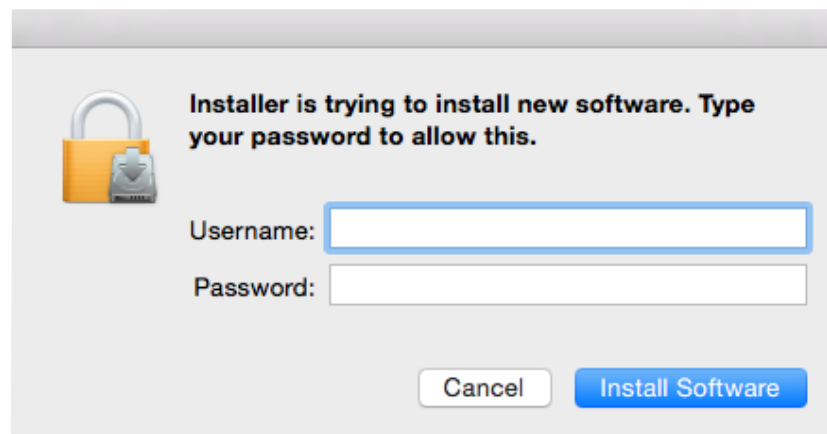 Installer is trying to install new software. Type
your password to allow this.
Username:
Password:
Cancel
Install Software